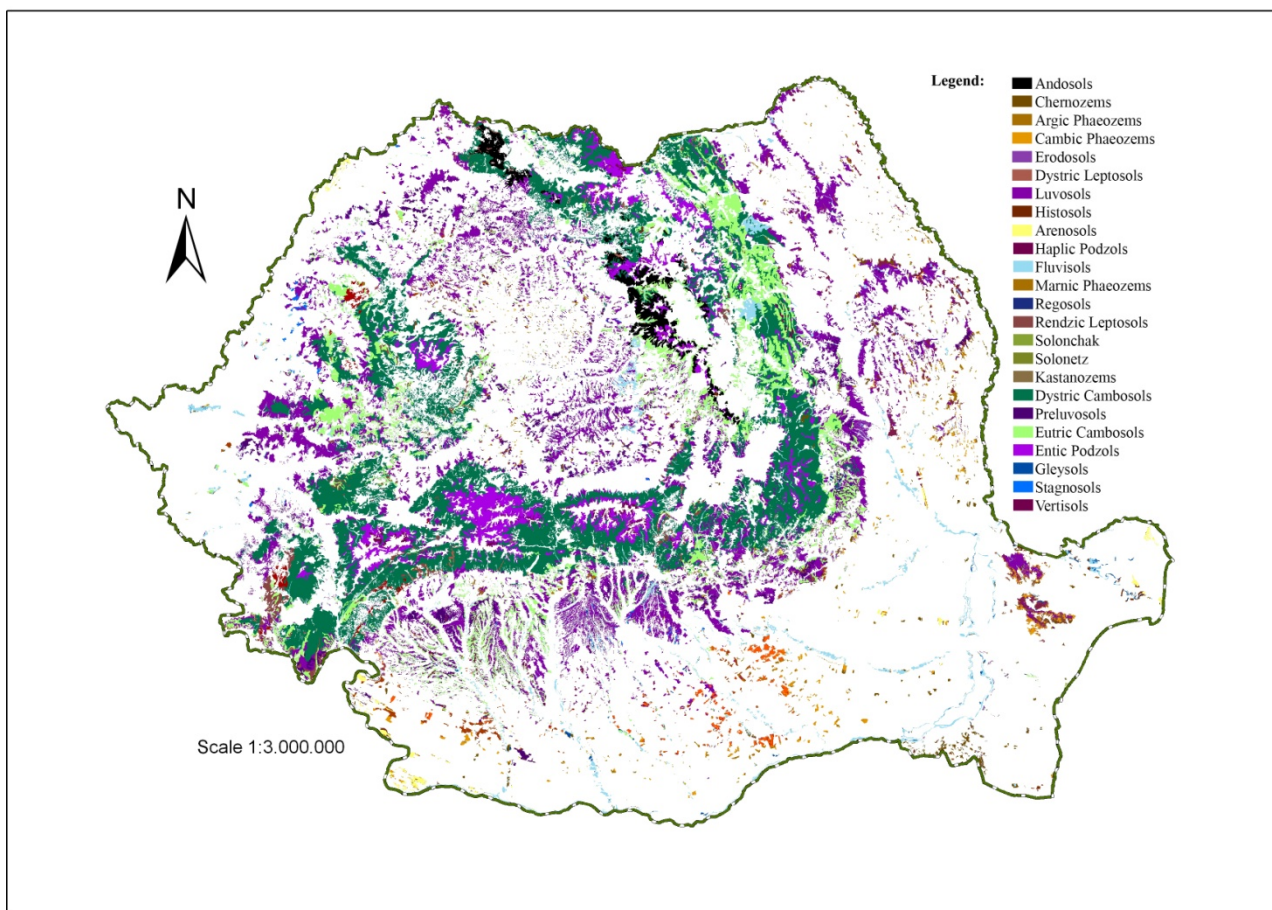 Legend:
Andosols
Chernozems
Argic Phaeozems
Cambic Phaeozems
Erodosols
Dystric Leptosols
Luvosols
Histosols
Arenosols
Haplic Podzols
Fluvisols
Marnic Phaeozems
Regosols
Rendzic Leptosols
Solonchak
Solonetz
Kastanozems
Dystric Cambosols
Preluvosols
Eutric Cambosols
Entic Podzols
Gleysols
Stagnosols
Vertisols
N
Scale 1:3.000.000